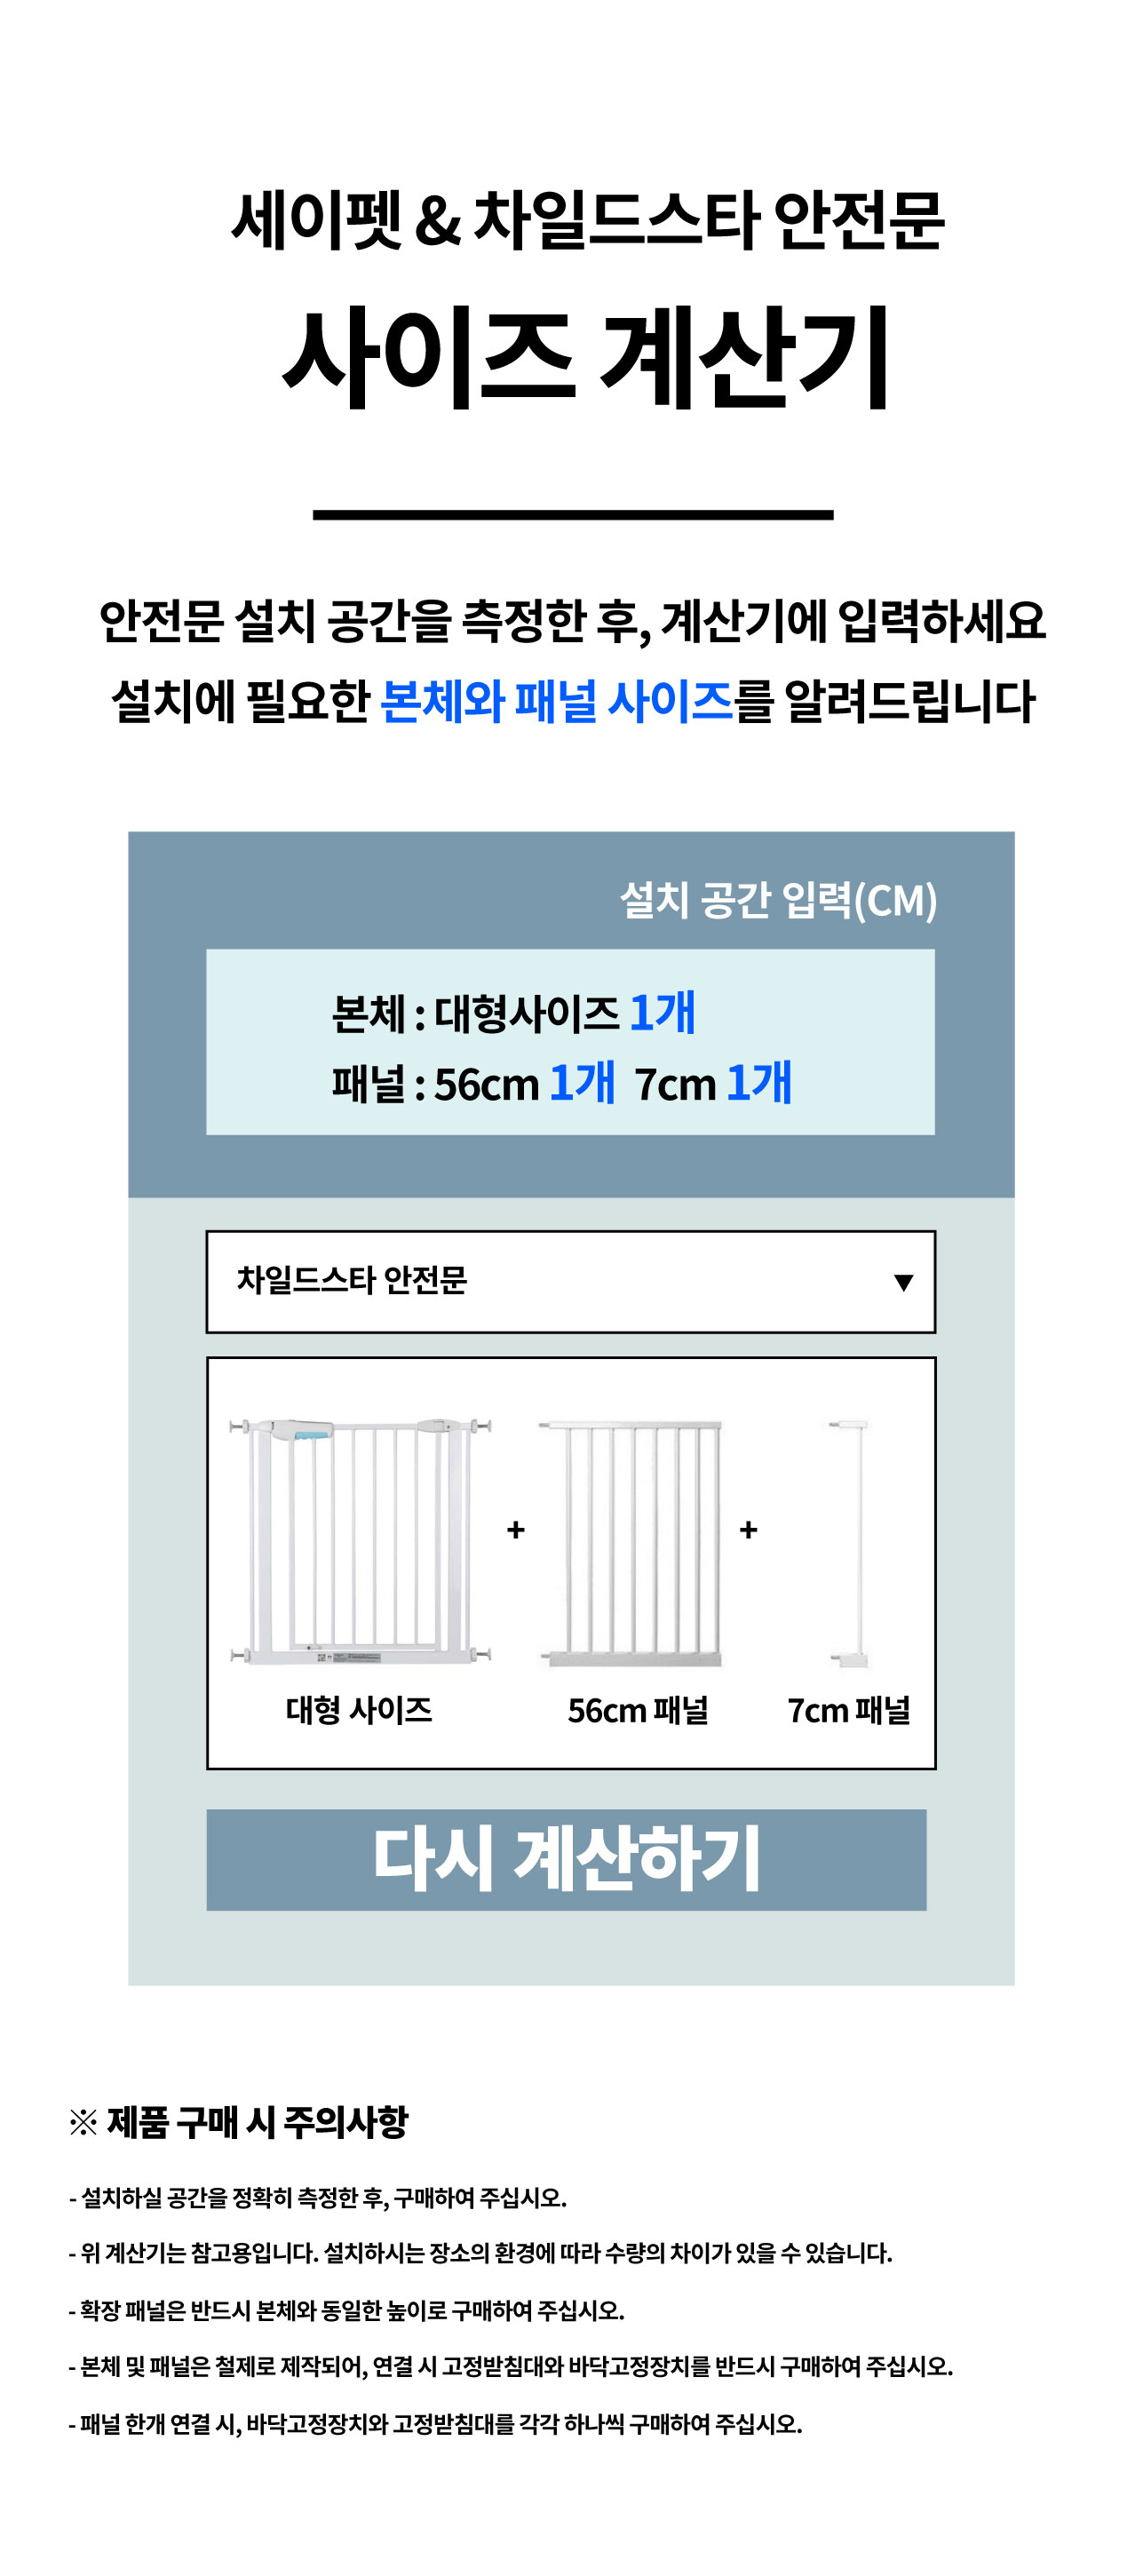 세이펫 & 차일드스타 안전문
사이즈 계산기
안전문 설치 공간을 측정한 후, 계산기에 입력하세요
설치에 필요한 본체와 패널 사이즈를 알려드립니다
설치 공간 입력(CM)
본체 : 대형사이즈 1개
패널 : 56cm 1개 7cm 1개
차일드스타 안전문 ▼
+ +
대형 사이즈 56cm 패널 7cm 패널
다시 계산하기
※ 제품 구매 시 주의사항
- 설치하실 공간을 정확히 측정한 후, 구매하여 주십시오.
- 위 계산기는 참고용입니다. 설치하시는 장소의 환경에 따라 수량의 차이가 있을 수 있습니다.
- 확장 패널은 반드시 본체와 동일한 높이로 구매하여 주십시오.
- 본체 및 패널은 철제로 제작되어, 연결 시 고정받침대와 바닥고정장치를 반드시 구매하여 주십시오.
- 패널 한개 연결 시, 바닥고정장치와 고정받침대를 각각 하나씩 구매하여 주십시오.